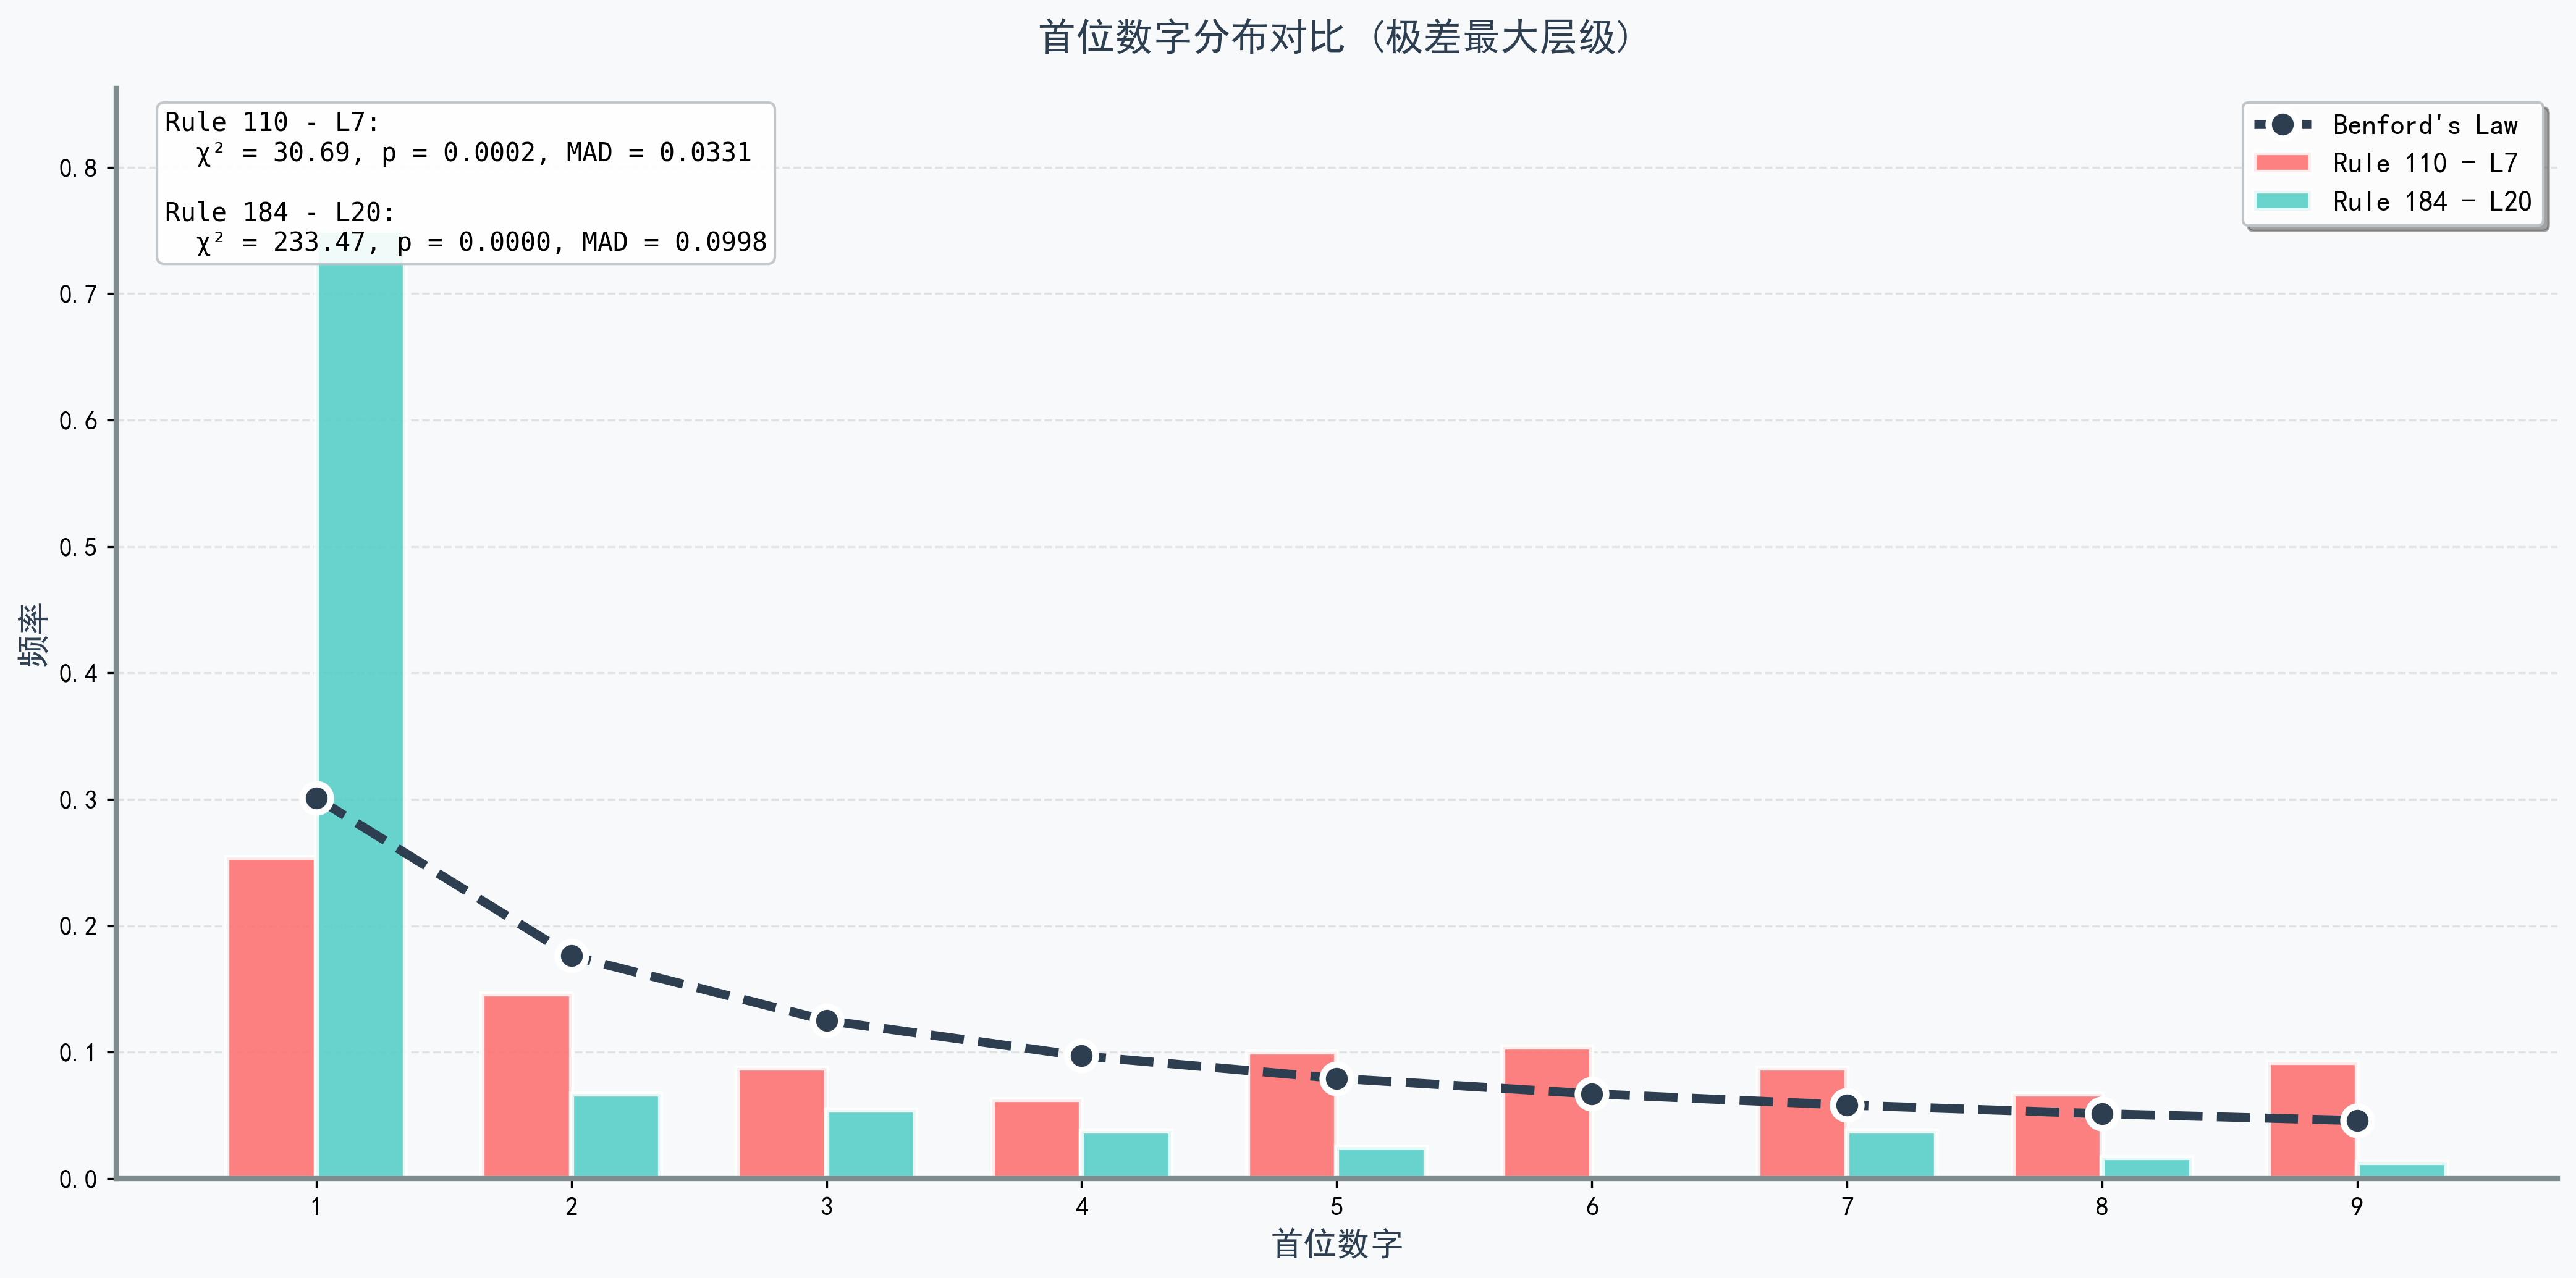 首位数字分布对比 (极差最大层级)
Rule 110 - L7:
χ² = 30.69, p = 0.0002, MAD = 0.0331
Rule 184 - L20:
χ² = 233.47, p = 0.0000, MAD = 0.0998
Benford's Law
Rule 110 - L7
Rule 184 - L20
0.8
0.7
0.6
0.5
0.4
0.3
0.2
0.1
0.0
频率
1 2 3 4 5 6 7 8 9
首位数字